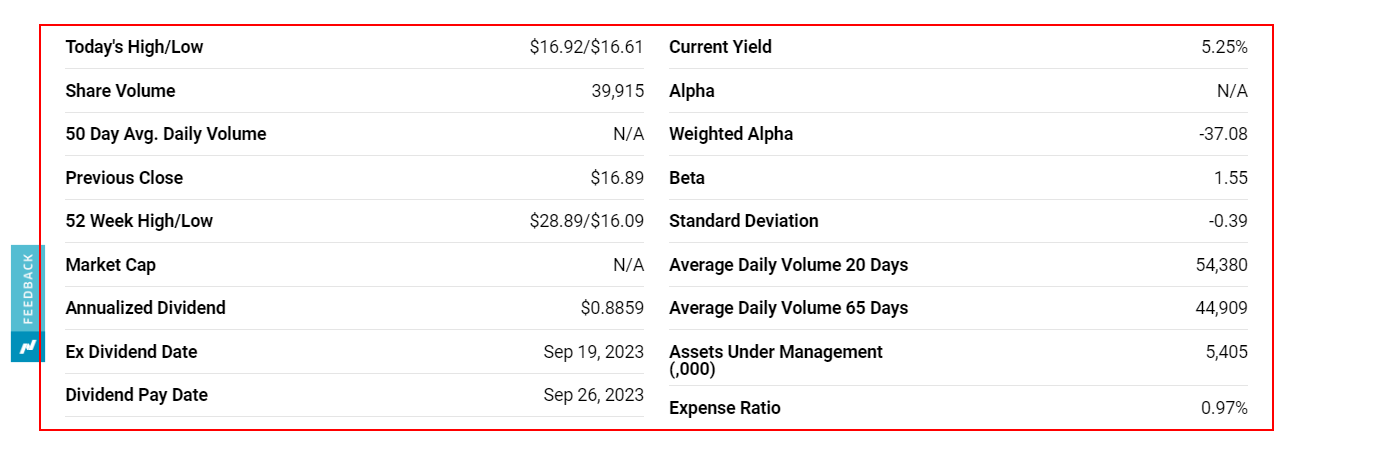 Today's High/Low $16.92/$16.61
Share Volume 39,915
50 Day Avg. Daily Volume N/A
Previous Close $16.89
52 Week High/Low $28.89/$16.09
Market Cap N/A
Annualized Dividend $0.8859
Ex Dividend Date Sep 19, 2023
Dividend Pay Date Sep 26, 2023
Current Yield 5.25%
Alpha N/A
Weighted Alpha -37.08
Beta 1.55
Standard Deviation -0.39
Average Daily Volume 20 Days 54,380
Average Daily Volume 65 Days 44,909
Assets Under Management 5,405
(,000)
Expense Ratio 0.97%
FEEDBACK